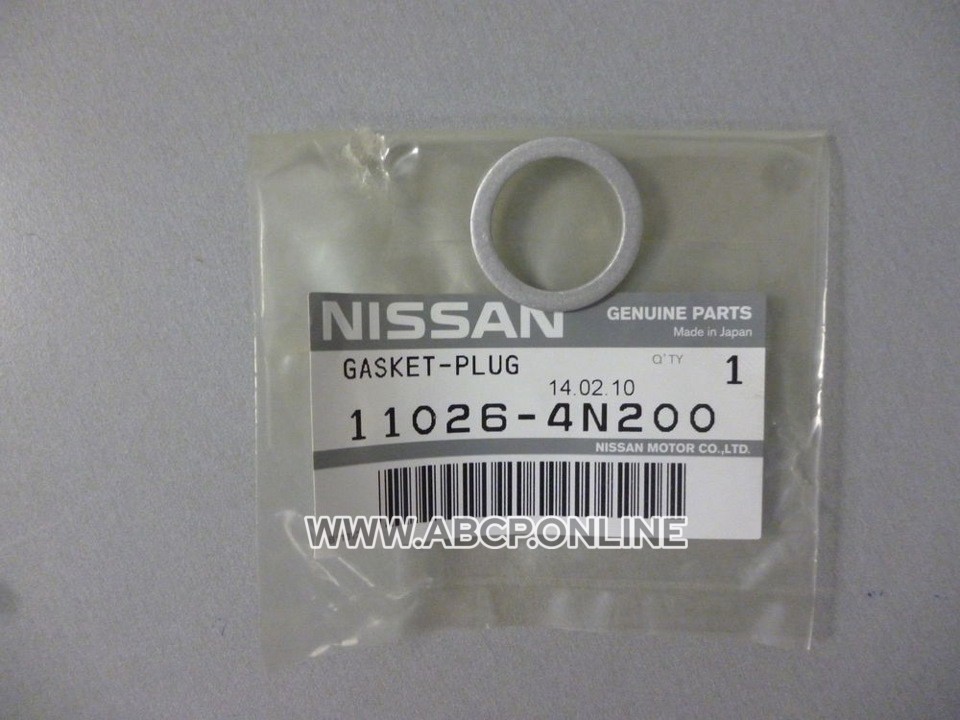 NISSAN
GENUINE PARTS
Made in Japan
GASKET-PLUG
Q'TY
1
14.02.10
11026-4N200
NISSAN MOTOR CO.,LTD.
WWW.ABCP.ONLINE